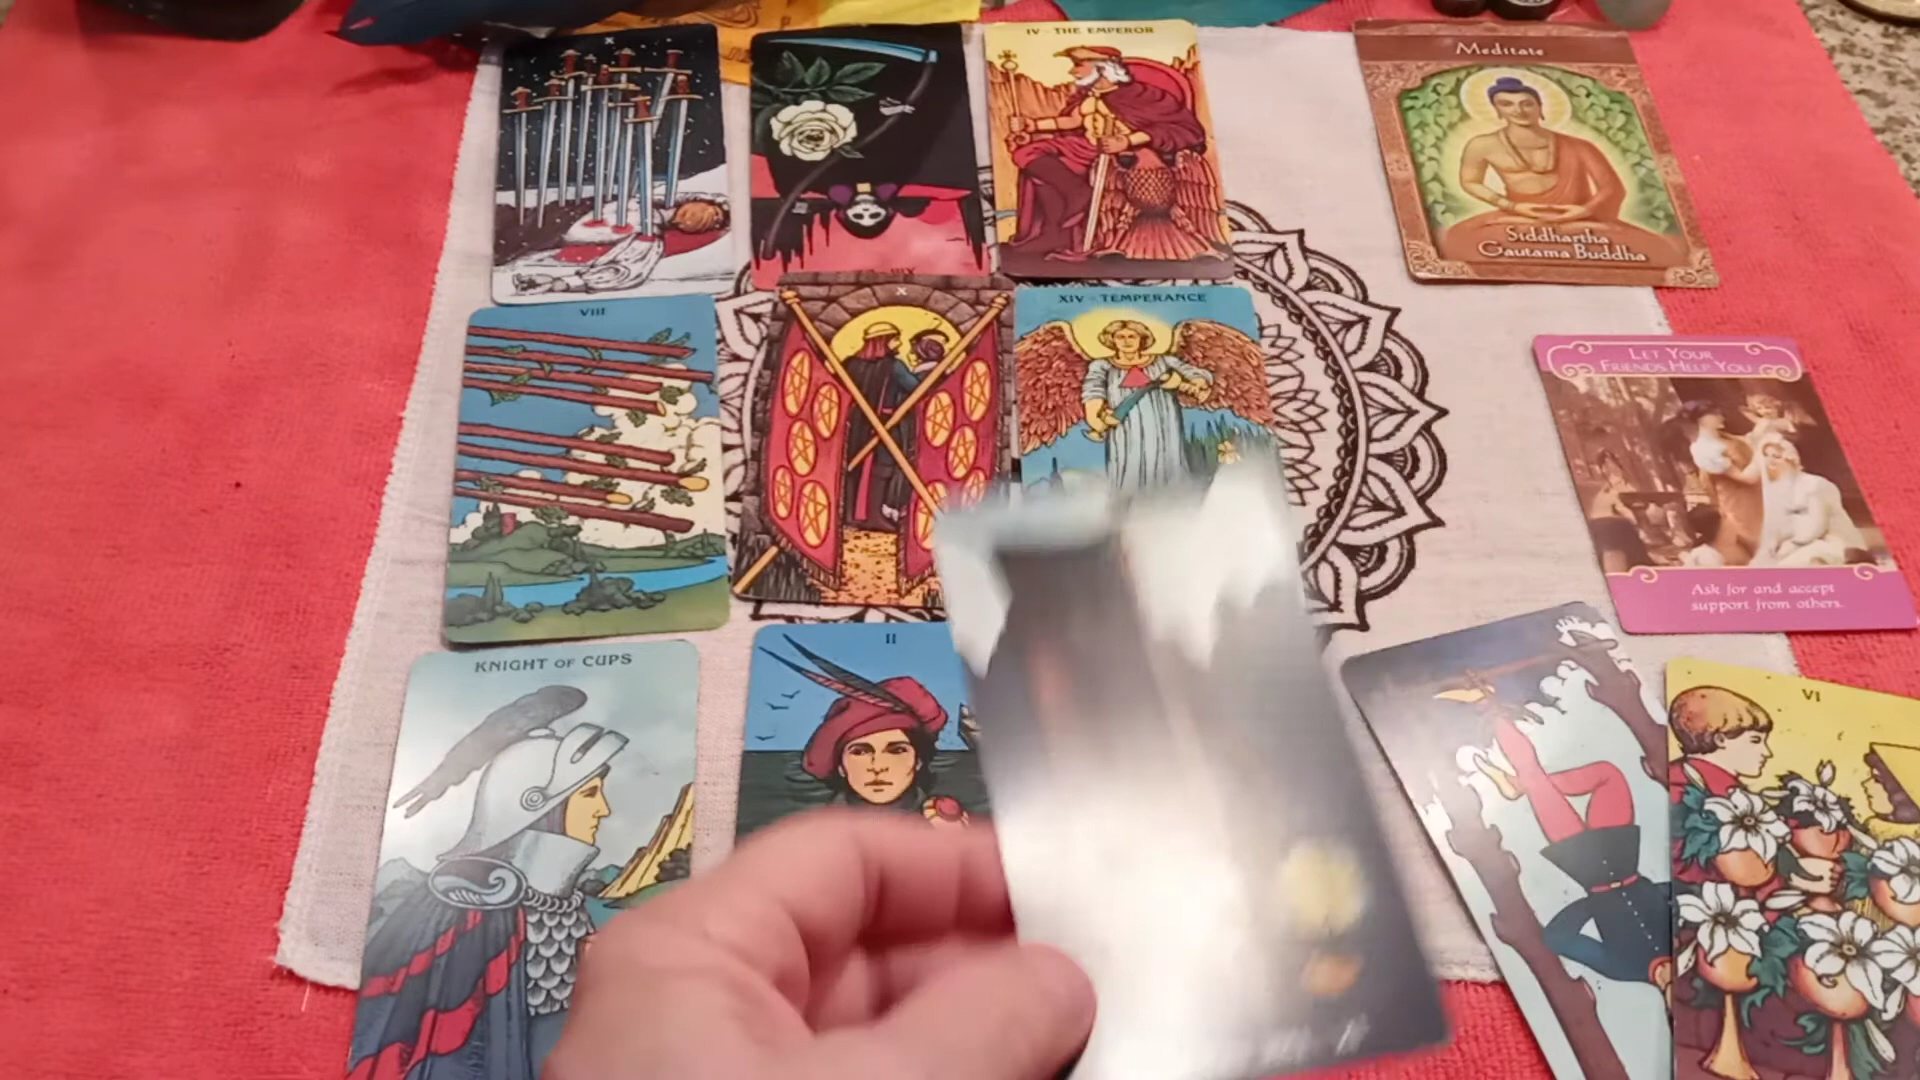 X
IV · THE EMPEROR
Meditate
Siddhartha
Gautama Buddha
VIII
X
XIV · TEMPERANCE
LET YOUR
FRIENDS HELP YOU
Ask for and accept
support from others.
KNIGHT OF CUPS
II
VI